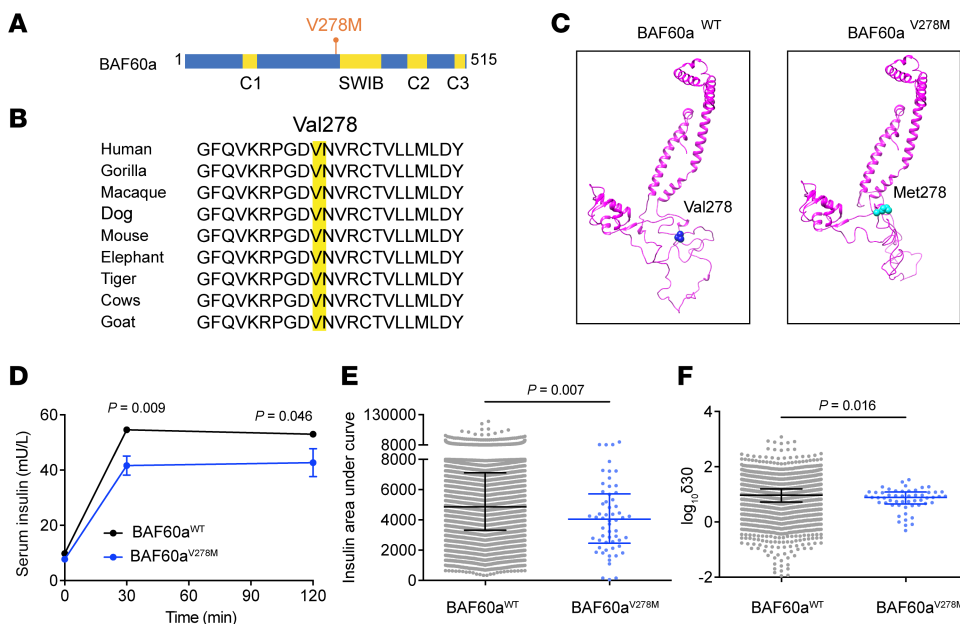 A
V278M
BAF60a
1
515
C1
SWIB
C2
C3
B
Val278
Human GFQVKRPGDVNVRCTVLLMLDY
Gorilla GFQVKRPGDVNVRCTVLLMLDY
Macaque GFQVKRPGDVNVRCTVLLMLDY
Dog GFQVKRPGDVNVRCTVLLMLDY
Mouse GFQVKRPGDVNVRCTVLLMLDY
Elephant GFQVKRPGDVNVRCTVLLMLDY
Tiger GFQVKRPGDVNVRCTVLLMLDY
Cows GFQVKRPGDVNVRCTVLLMLDY
Goat GFQVKRPGDVNVRCTVLLMLDY
C
BAF60a WT
BAF60a V278M
Val278
Met278
D
P = 0.009
P = 0.046
60
40
20
0
Serum insulin (mU/L)
BAF60aWT
BAF60aV278M
0 30 60 90 120
Time (min)
E
P = 0.007
130000
8000
8000
6000
4000
2000
0
Insulin area under curve
BAF60aWT
BAF60aV278M
F
P = 0.016
4
2
0
-2
log10δ30
BAF60aWT
BAF60aV278M